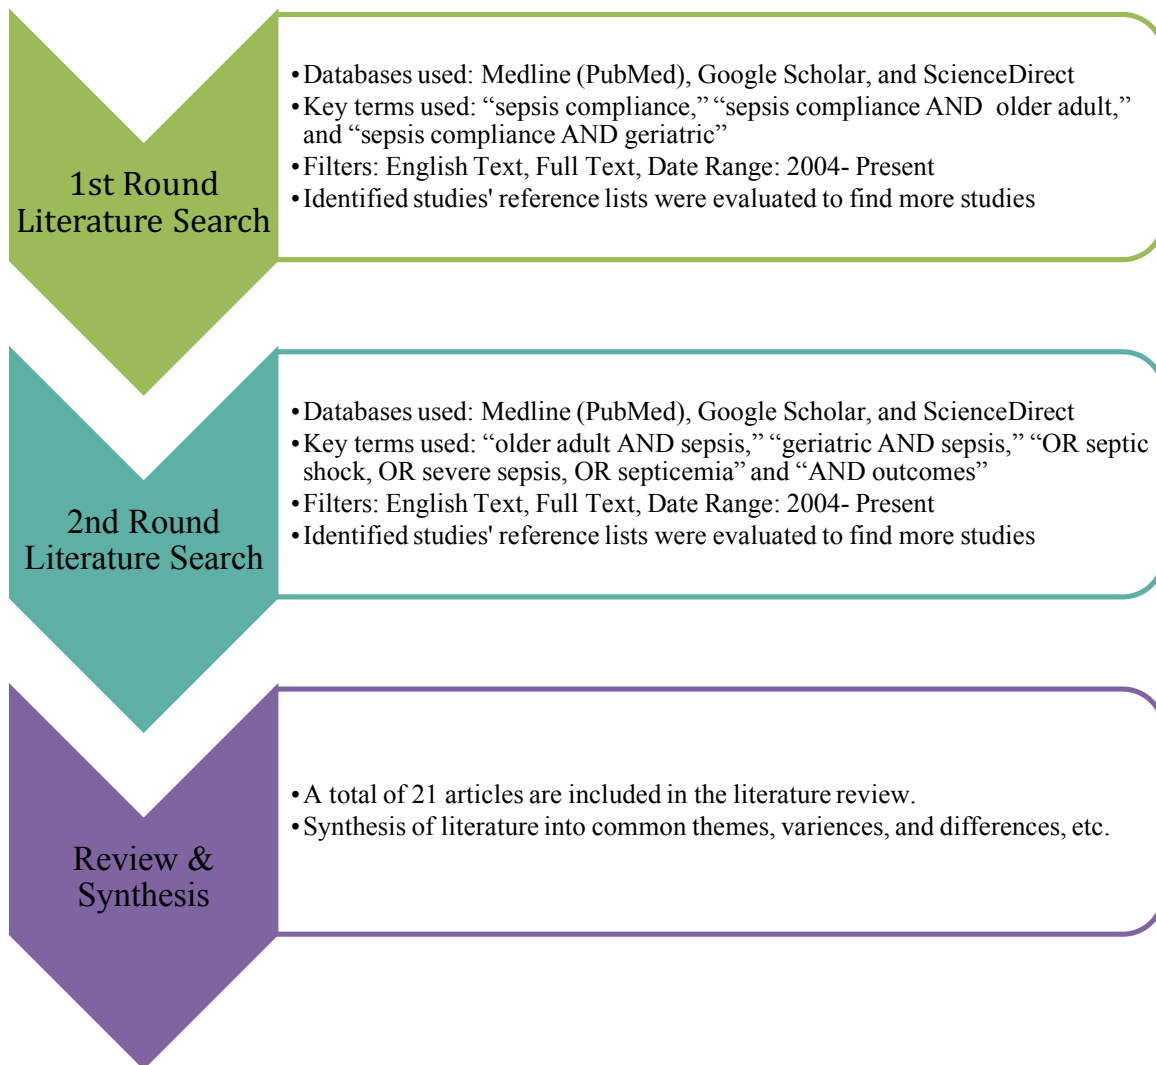 1st Round
Literature Search
•Databases used: Medline (PubMed), Google Scholar, and ScienceDirect
•Key terms used: “sepsis compliance,” “sepsis compliance AND older adult,”
and “sepsis compliance AND geriatric”
•Filters: English Text, Full Text, Date Range: 2004- Present
•Identified studies' reference lists were evaluated to find more studies
2nd Round
Literature Search
•Databases used: Medline (PubMed), Google Scholar, and ScienceDirect
•Key terms used: “older adult AND sepsis,” “geriatric AND sepsis,” “OR septic
shock, OR severe sepsis, OR septicemia” and “AND outcomes”
•Filters: English Text, Full Text, Date Range: 2004- Present
•Identified studies' reference lists were evaluated to find more studies
Review &
Synthesis
•A total of 21 articles are included in the literature review.
•Synthesis of literature into common themes, variences, and differences, etc.